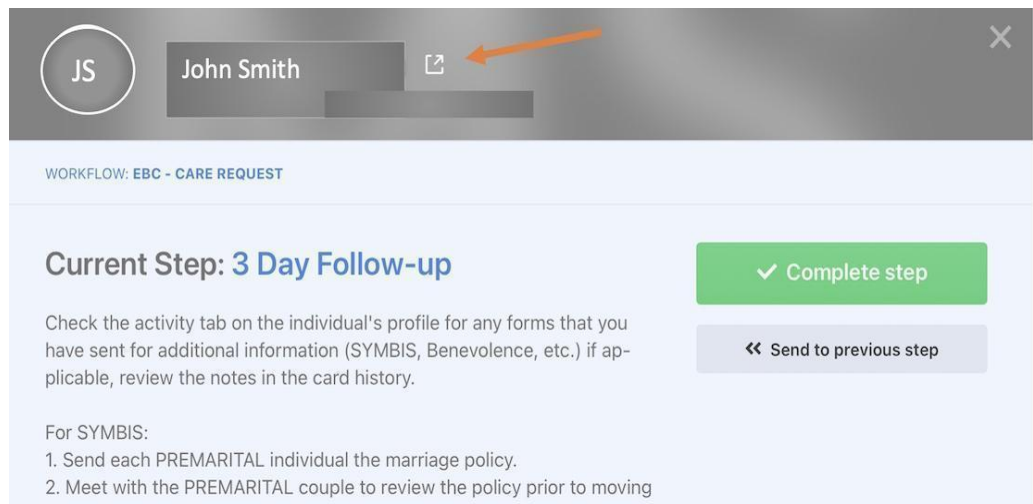 JS
John Smith
WORKFLOW: EBC - CARE REQUEST
Current Step: 3 Day Follow-up
Complete step
Check the activity tab on the individual's profile for any forms that you
have sent for additional information (SYMBIS, Benevolence, etc.) if ap-
plicable, review the notes in the card history.
Send to previous step
For SYMBIS:
1. Send each PREMARITAL individual the marriage policy.
2. Meet with the PREMARITAL couple to review the policy prior to moving